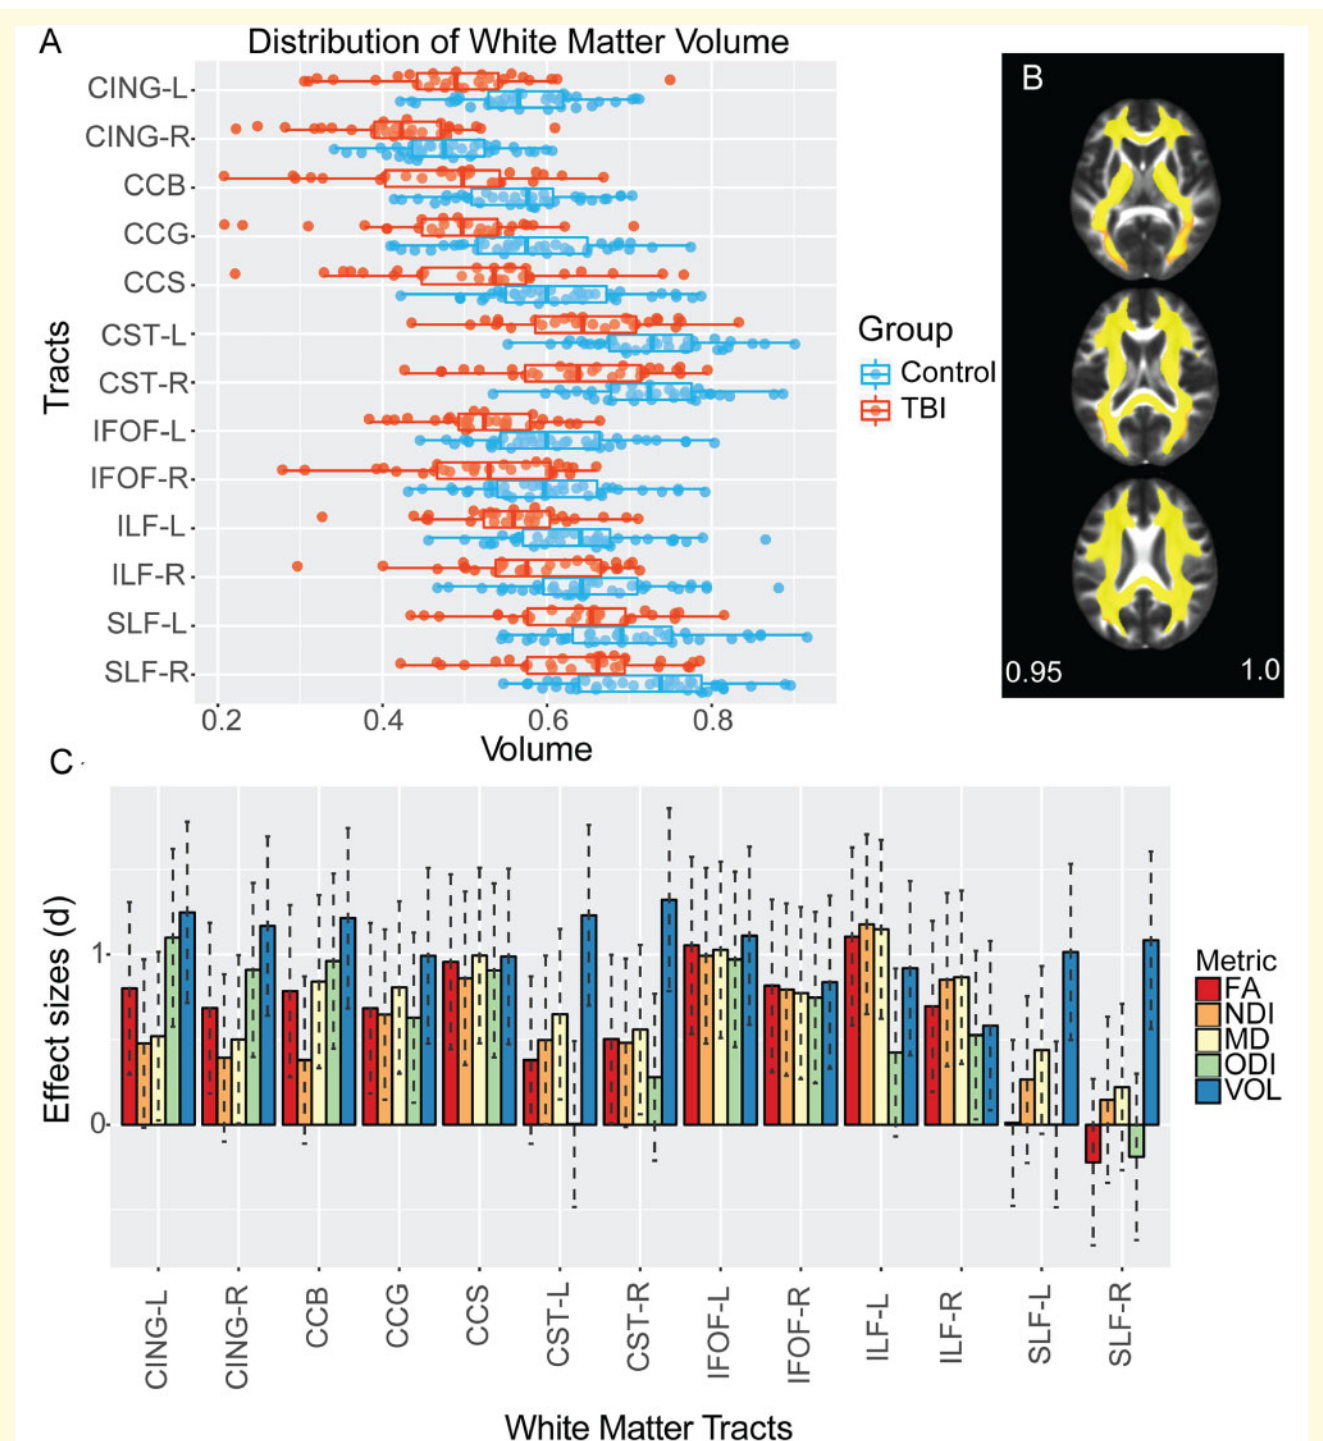 A
Distribution of White Matter Volume
B
Tracts
CING-L
CING-R
CCB
CCG
CCS
CST-L
CST-R
IFOF-L
IFOF-R
ILF-L
ILF-R
SLF-L
SLF-R
0.2 0.4 0.6 0.8
Volume
Group
Control
TBI
0.95 1.0
C
Effect sizes (d)
1
0
CING-L CING-R CCB CCG CCS CST-L CST-R IFOF-L IFOF-R ILF-L ILF-R SLF-L SLF-R
White Matter Tracts
Metric
FA
NDI
MD
ODI
VOL